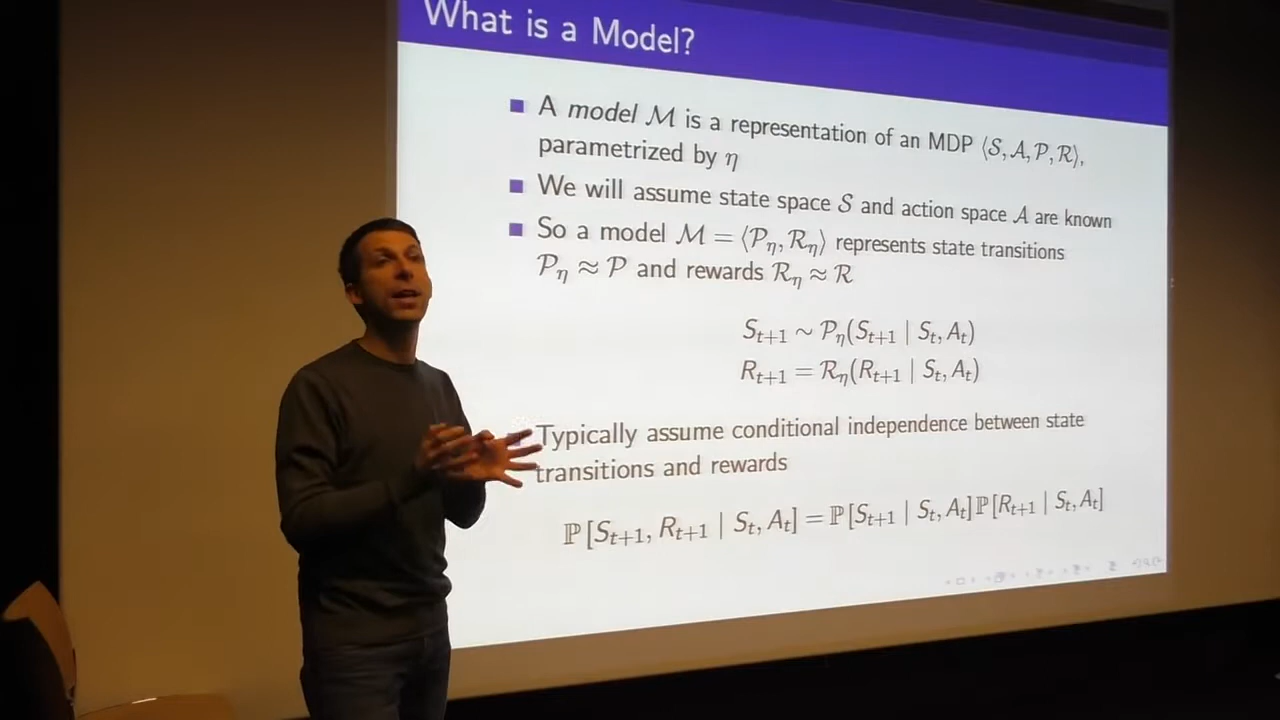 What is a Model?
A model ℳ is a representation of an MDP ⟨𝒮, 𝒜, 𝒫, ℛ⟩,
parametrized by η
We will assume state space 𝒮 and action space 𝒜 are known
So a model ℳ = ⟨𝒫_η, ℛ_η⟩ represents state transitions
𝒫_η ≈ 𝒫 and rewards ℛ_η ≈ ℛ
S_{t+1} ∼ 𝒫_η(S_{t+1} | S_t, A_t)
R_{t+1} = ℛ_η(R_{t+1} | S_t, A_t)
Typically assume conditional independence between state
transitions and rewards
ℙ[S_{t+1}, R_{t+1} | S_t, A_t] = ℙ[S_{t+1} | S_t, A_t]ℙ[R_{t+1} | S_t, A_t]